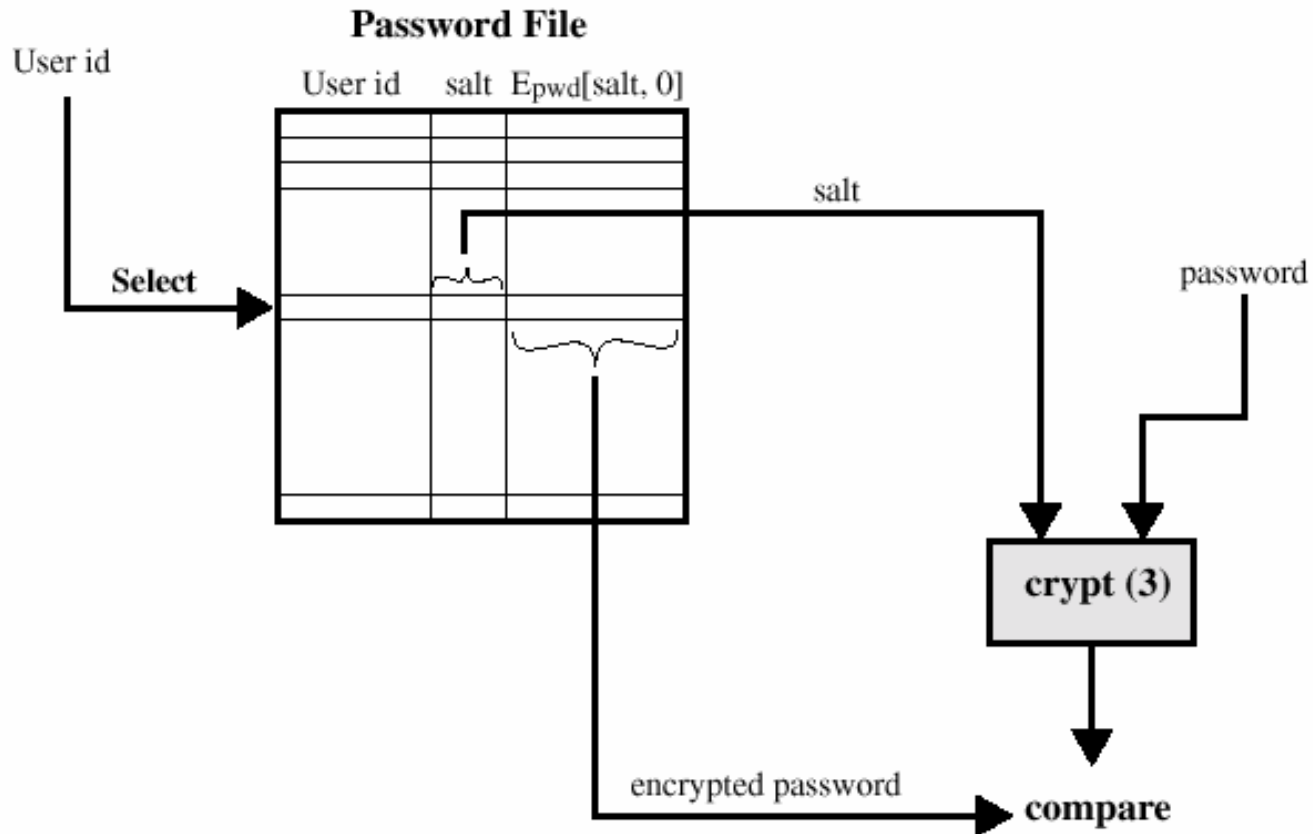 Password File
User id
User id salt Epwd[salt, 0]
salt
Select
password
crypt (3)
encrypted password
compare